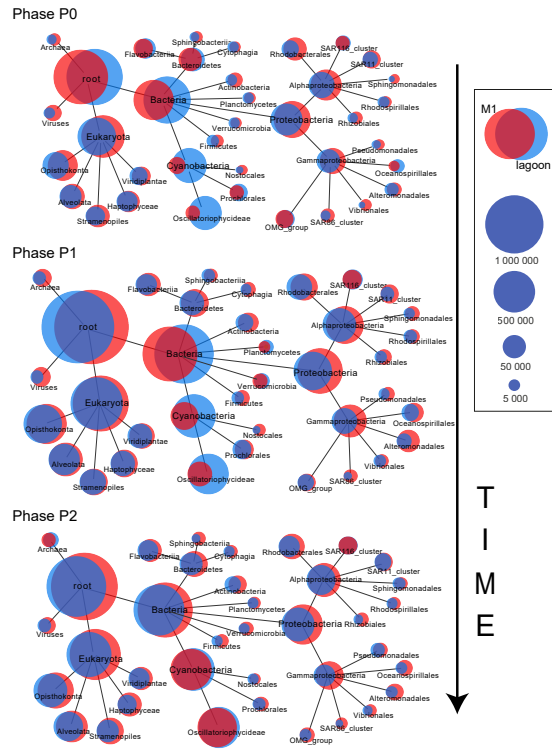 Phase P0
Archaea
root
Viruses
Eukaryota
Opisthokonta
Alveolata
Stramenopiles
Haptophyceae
Viridiplantae
Flavobacteriia
Sphingobacteriia
Bacteroidetes
Cytophagia
Bacteria
Actinobacteria
Planctomycetes
Verrucomicrobia
Firmicutes
Cyanobacteria
Nostocales
Prochlorales
Oscillatoriophycideae
Proteobacteria
Rhodobacterales
SAR116_cluster
SAR11_cluster
Alphaproteobacteria
Sphingomonadales
Rhodospirillales
Rhizobiales
Gammaproteobacteria
Pseudomonadales
Oceanospirillales
Alteromonadales
Vibrionales
SAR86_cluster
OMG_group
Phase P1
Archaea
root
Viruses
Eukaryota
Opisthokonta
Alveolata
Stramenopiles
Haptophyceae
Viridiplantae
Flavobacteriia
Sphingobacteriia
Bacteroidetes
Cytophagia
Bacteria
Actinobacteria
Planctomycetes
Verrucomicrobia
Firmicutes
Cyanobacteria
Nostocales
Prochlorales
Oscillatoriophycideae
Proteobacteria
Rhodobacterales
SAR116_cluster
SAR11_cluster
Alphaproteobacteria
Sphingomonadales
Rhodospirillales
Rhizobiales
Gammaproteobacteria
Pseudomonadales
Oceanospirillales
Alteromonadales
Vibrionales
SAR86_cluster
OMG_group
Phase P2
Archaea
root
Viruses
Eukaryota
Opisthokonta
Alveolata
Stramenopiles
Haptophyceae
Viridiplantae
Flavobacteriia
Sphingobacteriia
Bacteroidetes
Cytophagia
Bacteria
Actinobacteria
Planctomycetes
Verrucomicrobia
Firmicutes
Cyanobacteria
Nostocales
Prochlorales
Oscillatoriophycideae
Proteobacteria
Rhodobacterales
SAR116_cluster
SAR11_cluster
Alphaproteobacteria
Sphingomonadales
Rhodospirillales
Rhizobiales
Gammaproteobacteria
Pseudomonadales
Oceanospirillales
Alteromonadales
Vibrionales
SAR86_cluster
OMG_group
M1
lagoon
1 000 000
500 000
50 000
5 000
T
I
M
E